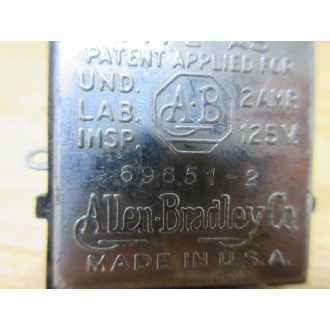 PATENT APPLIED FOR
UND. A-B 2 AMP.
LAB. 125 V.
INSP.
69651-2
Allen-Bradley Co
MADE IN U.S.A.